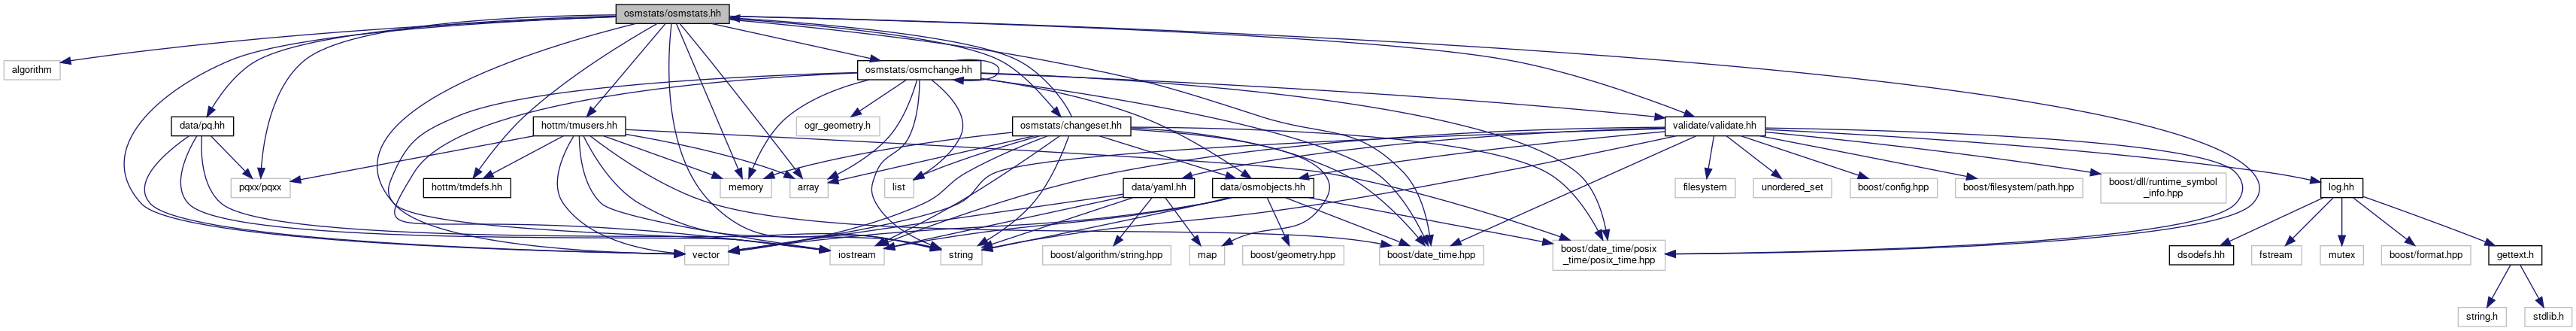 osmstats/osmstats.hh
algorithm
osmstats/osmchange.hh
data/pq.hh
hottm/tmusers.hh
ogr_geometry.h
osmstats/changeset.hh
validate/validate.hh
pqxx/pqxx
hottm/tmdefs.hh
memory
array
list
data/yaml.hh
data/osmobjects.hh
filesystem
unordered_set
boost/config.hpp
boost/filesystem/path.hpp
boost/dll/runtime_symbol
_info.hpp
log.hh
vector
iostream
string
boost/algorithm/string.hpp
map
boost/geometry.hpp
boost/date_time.hpp
boost/date_time/posix
_time/posix_time.hpp
dsodefs.hh
fstream
mutex
boost/format.hpp
gettext.h
string.h
stdlib.h